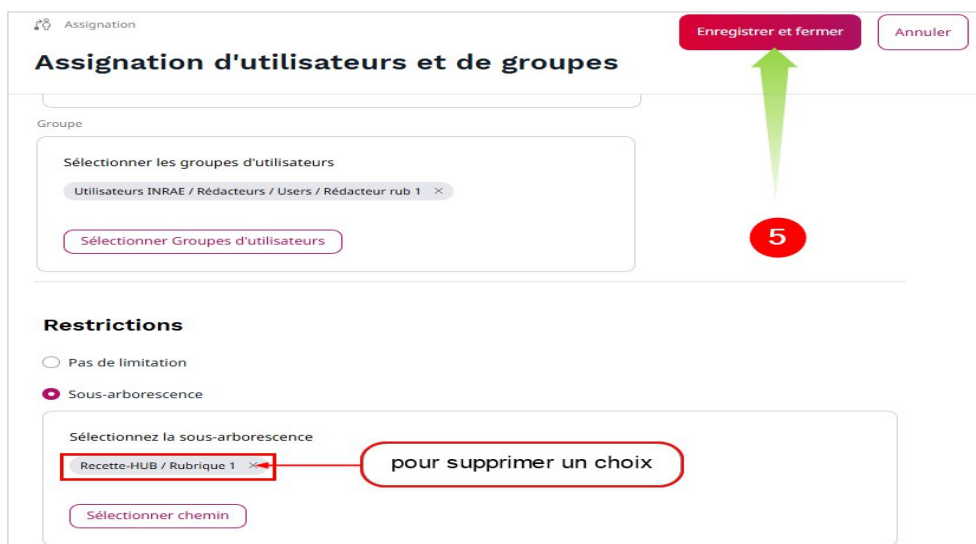 Assignation
Enregistrer et fermer
Annuler
Assignation d'utilisateurs et de groupes
Groupe
Sélectionner les groupes d'utilisateurs
Utilisateurs INRAE / Rédacteurs / Users / Rédacteur rub 1 ×
Sélectionner Groupes d'utilisateurs
5
Restrictions
Pas de limitation
Sous-arborescence
Sélectionnez la sous-arborescence
Recette-HUB / Rubrique 1 ×
pour supprimer un choix
Sélectionner chemin